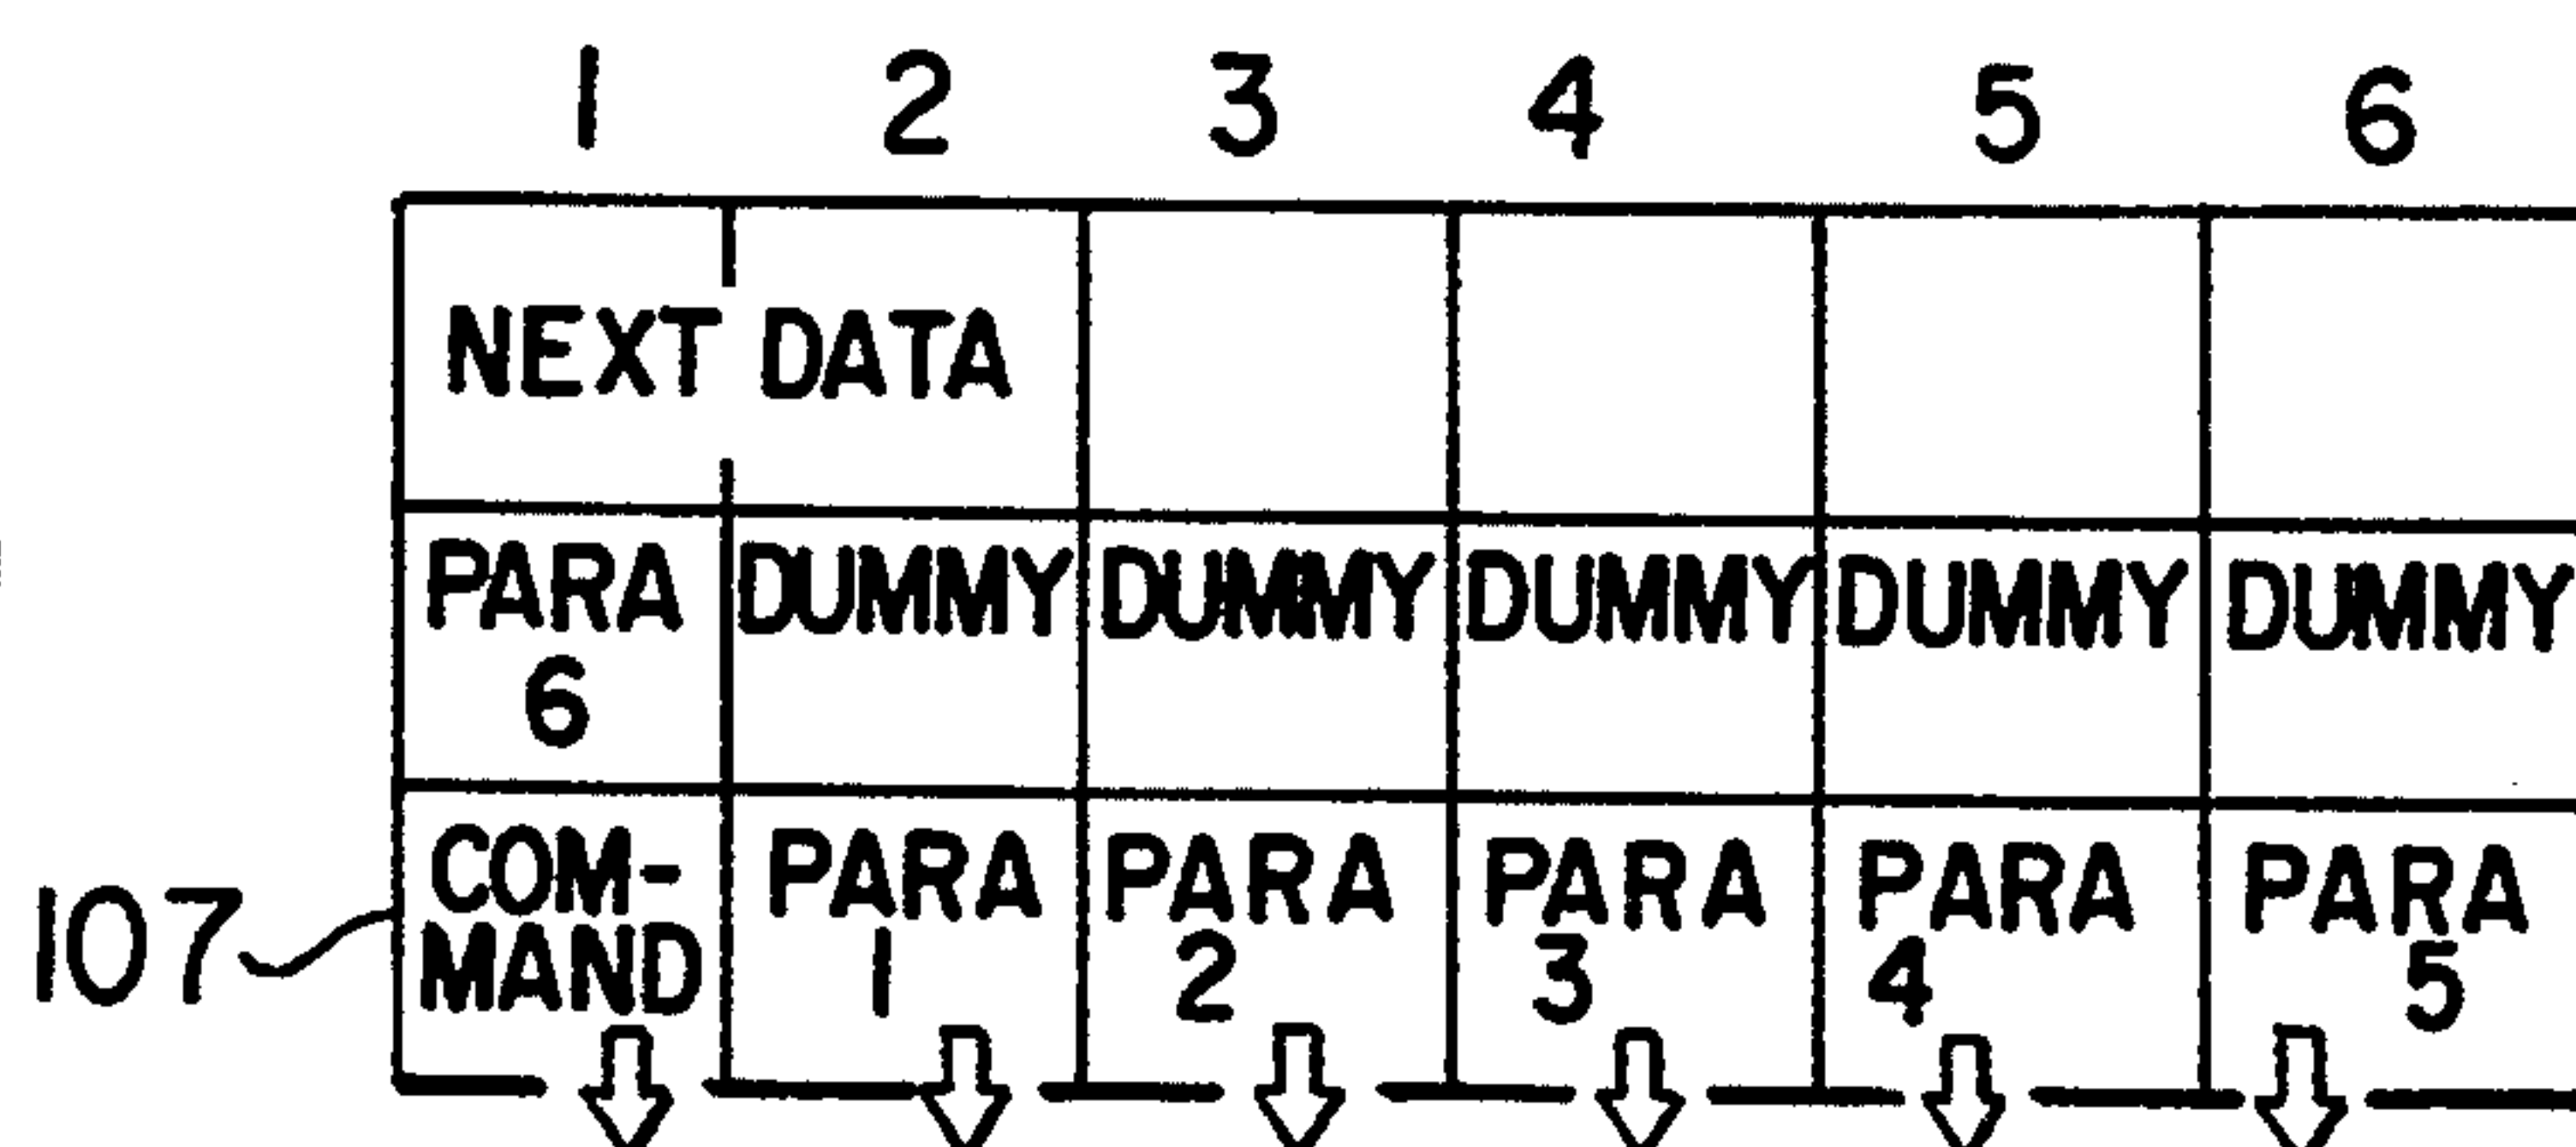 1 2 3 4 5 6
NEXT DATA
PARA DUMMY DUMMY DUMMY DUMMY DUMMY
6
COM- PARA PARA PARA PARA PARA
107 MAND 1 2 3 4 5